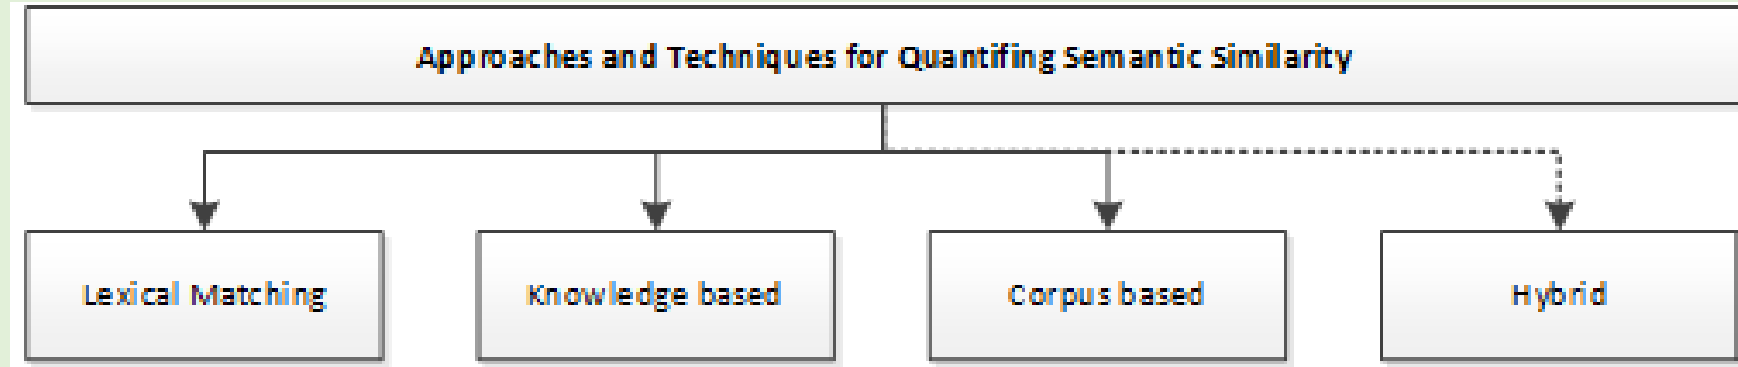 Approaches and Techniques for Quantifing Semantic Similarity
Lexical Matching
Knowledge based
Corpus based
Hybrid